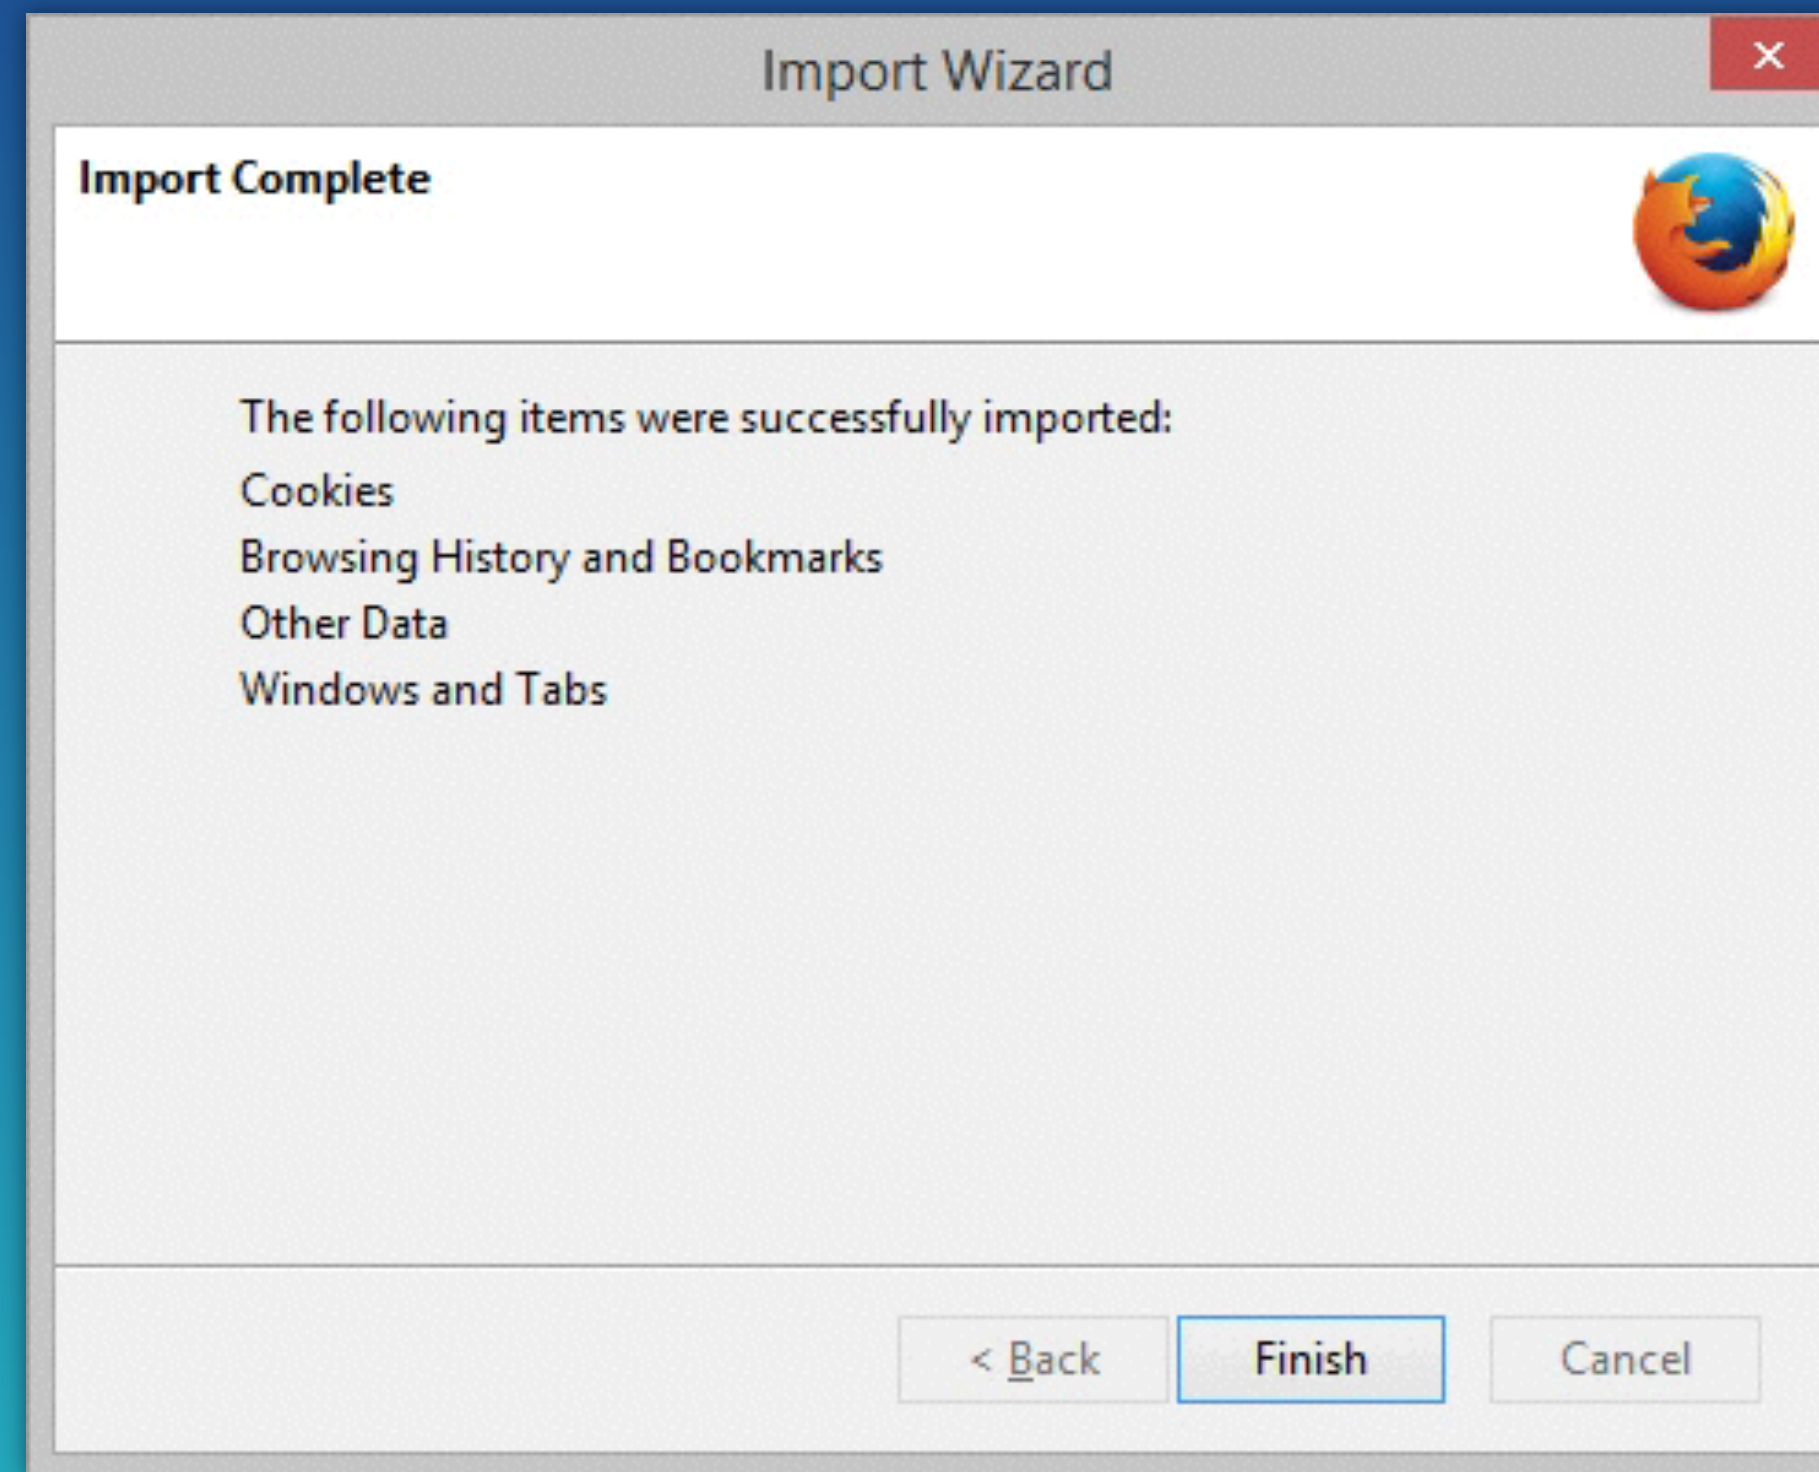 Import Wizard
Import Complete
The following items were successfully imported:
Cookies
Browsing History and Bookmarks
Other Data
Windows and Tabs
< Back Finish Cancel